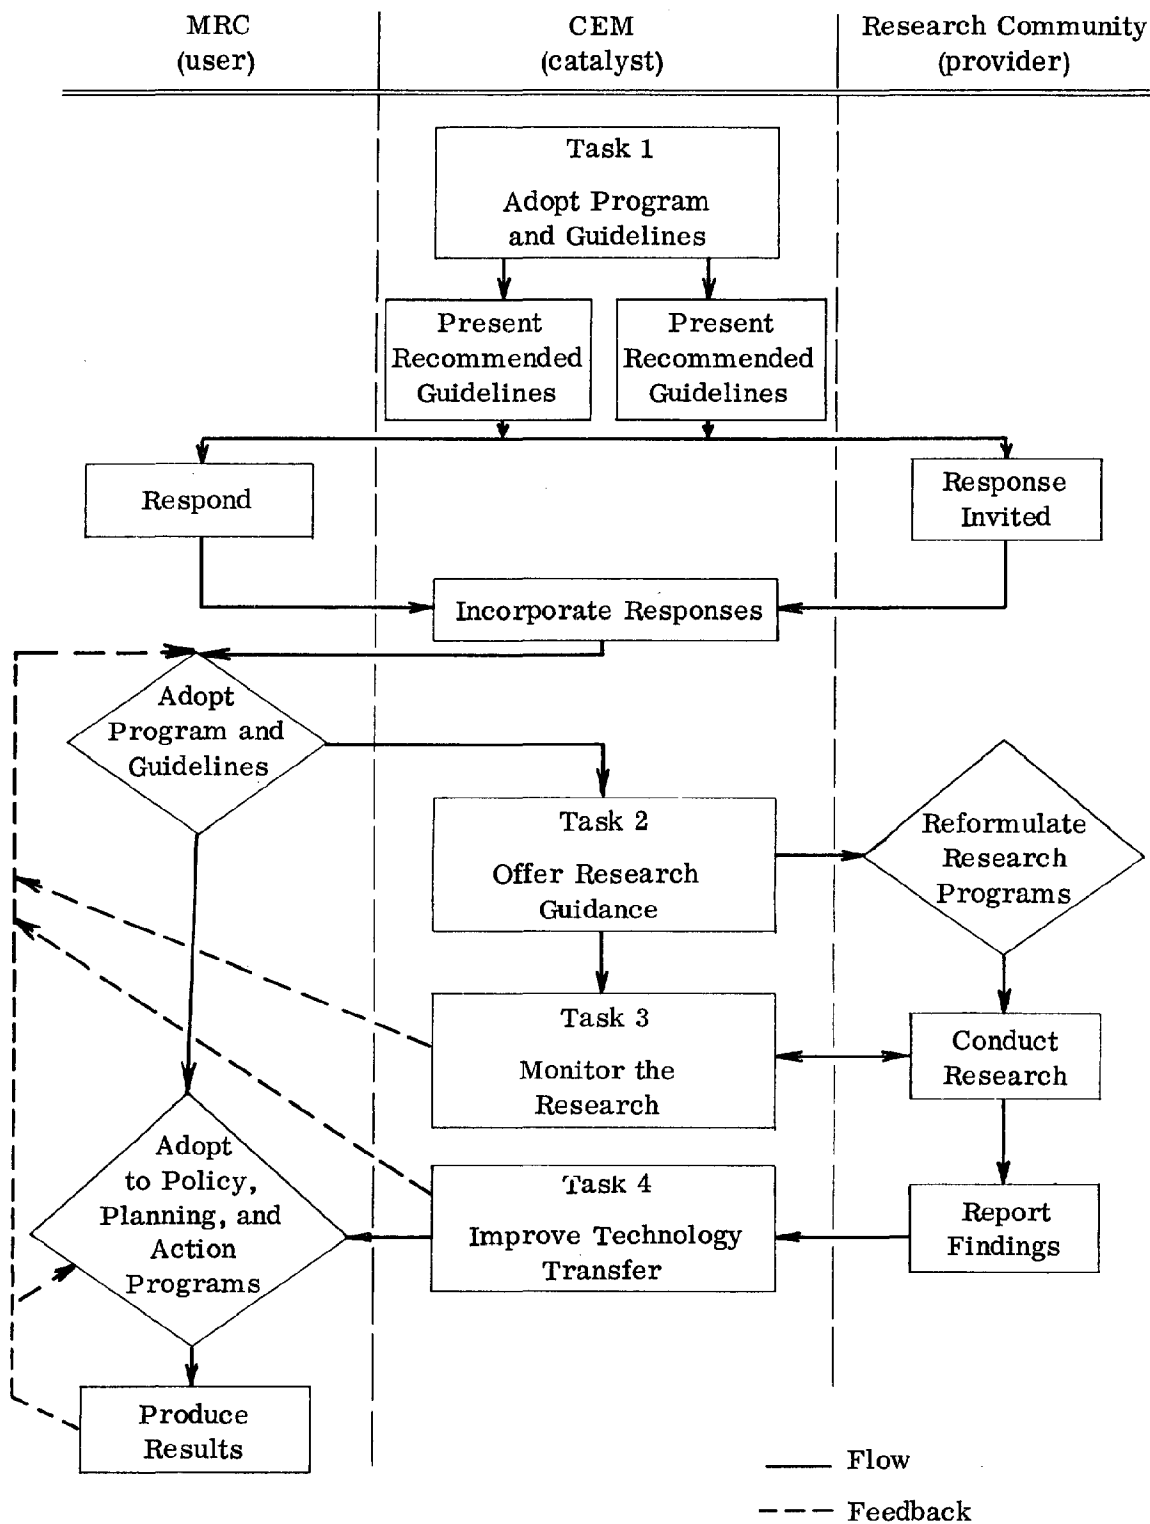 MRC
(user)
CEM
(catalyst)
Research Community
(provider)
Task 1
Adopt Program
and Guidelines
Present
Recommended
Guidelines
Present
Recommended
Guidelines
Respond
Response
Invited
Incorporate Responses
Adopt
Program and
Guidelines
Task 2
Offer Research
Guidance
Reformulate
Research
Programs
Task 3
Monitor the
Research
Conduct
Research
Adopt
to Policy,
Planning, and
Action
Programs
Task 4
Improve Technology
Transfer
Report
Findings
Produce
Results
Flow
Feedback